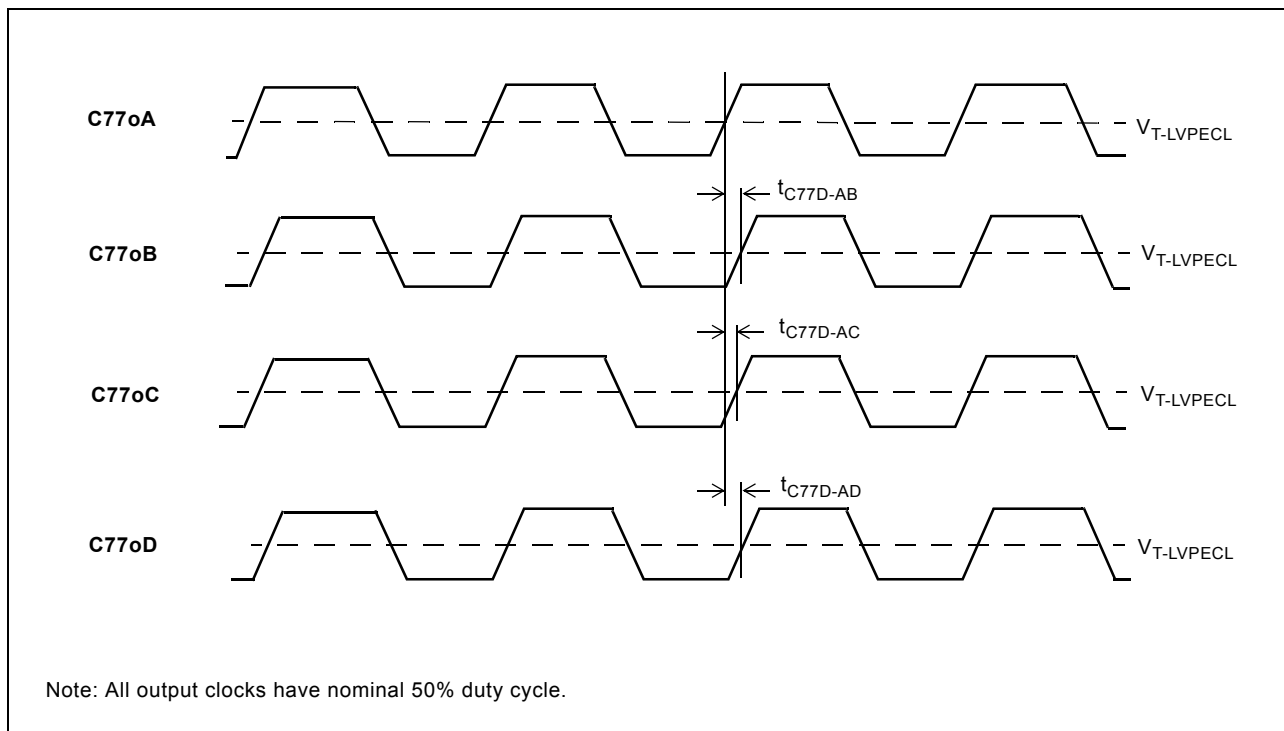 C77oA
V_T-LVPECL
t_C77D-AB
C77oB
V_T-LVPECL
t_C77D-AC
C77oC
V_T-LVPECL
t_C77D-AD
C77oD
V_T-LVPECL
Note: All output clocks have nominal 50% duty cycle.